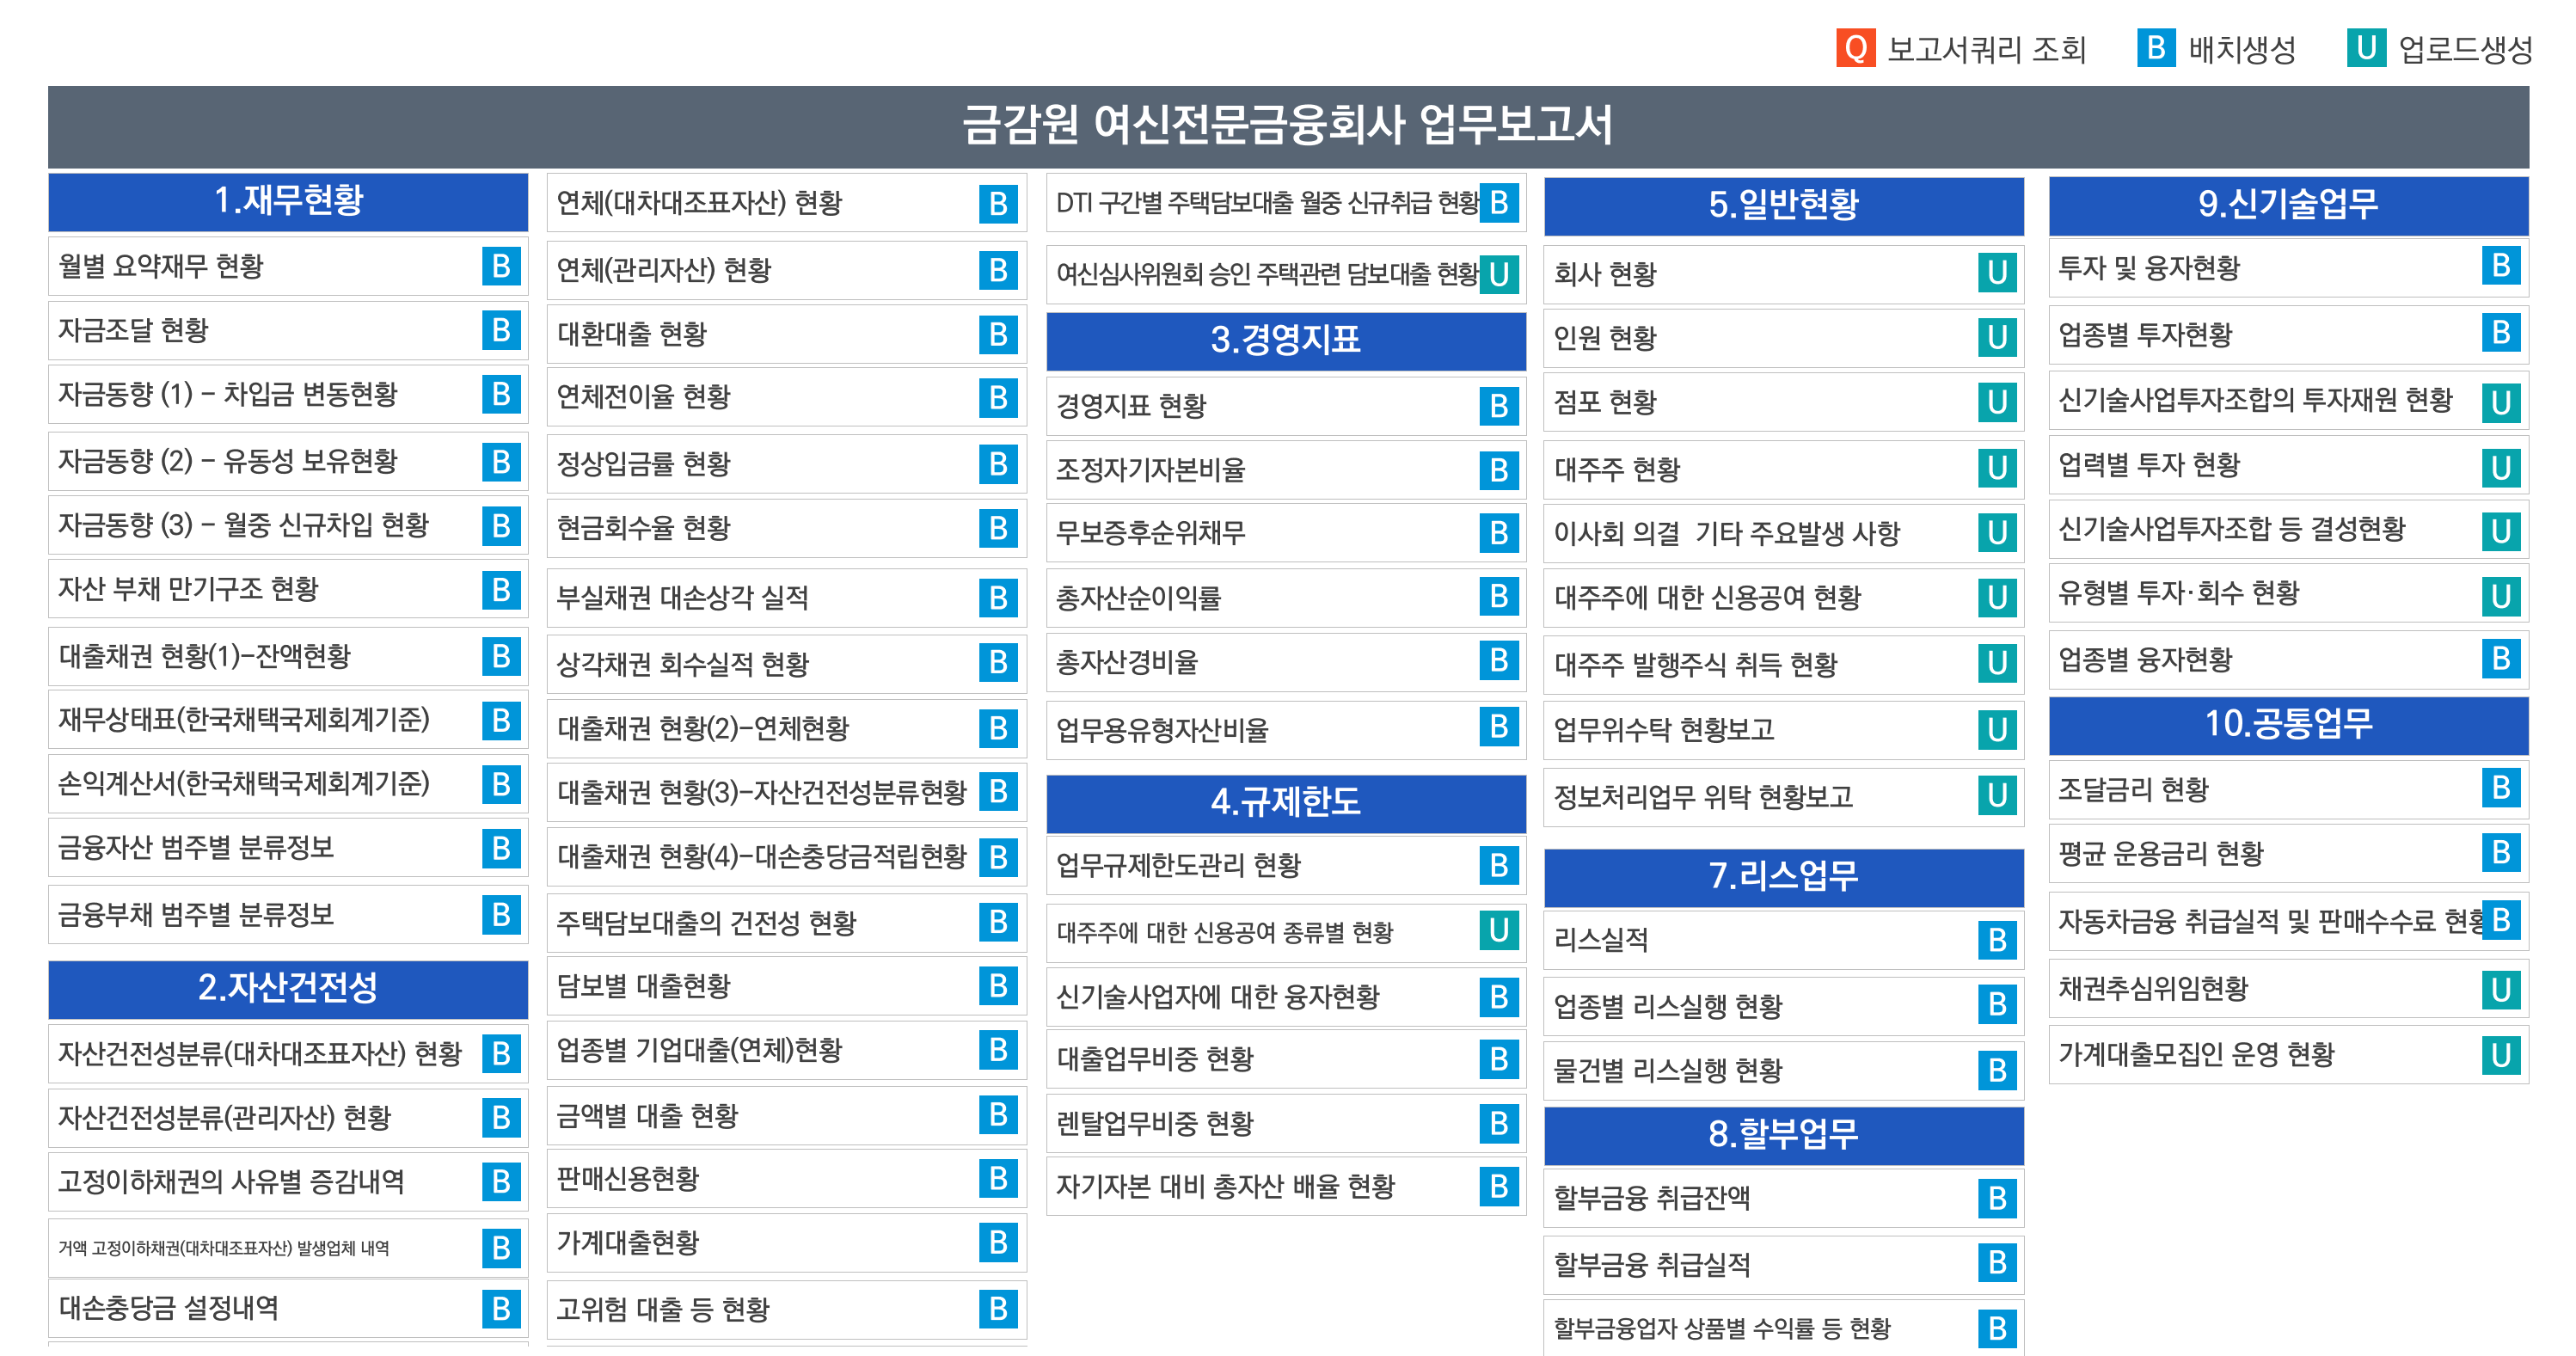 Q 보고서쿼리 조회 B 배치생성 U 업로드생성
금감원 여신전문금융회사 업무보고서
1.재무현황
월별 요약재무 현황 B
자금조달 현황 B
자금동향 (1) - 차입금 변동현황 B
자금동향 (2) - 유동성 보유현황 B
자금동향 (3) - 월중 신규차입 현황 B
자산 부채 만기구조 현황 B
대출채권 현황(1)-잔액현황 B
재무상태표(한국채택국제회계기준) B
손익계산서(한국채택국제회계기준) B
금융자산 범주별 분류정보 B
금융부채 범주별 분류정보 B
2.자산건전성
자산건전성분류(대차대조표자산) 현황 B
자산건전성분류(관리자산) 현황 B
고정이하채권의 사유별 증감내역 B
거액 고정이하채권(대차대조표자산) 발생업체 내역 B
대손충당금 설정내역 B
연체(대차대조표자산) 현황 B
연체(관리자산) 현황 B
대환대출 현황 B
연체전이율 현황 B
정상입금률 현황 B
현금회수율 현황 B
부실채권 대손상각 실적 B
상각채권 회수실적 현황 B
대출채권 현황(2)-연체현황 B
대출채권 현황(3)-자산건전성분류현황 B
대출채권 현황(4)-대손충당금적립현황 B
주택담보대출의 건전성 현황 B
담보별 대출현황 B
업종별 기업대출(연체)현황 B
금액별 대출 현황 B
판매신용현황 B
가계대출현황 B
고위험 대출 등 현황 B
DTI 구간별 주택담보대출 월중 신규취급 현황 B
여신심사위원회 승인 주택관련 담보대출 현황 U
3.경영지표
경영지표 현황 B
조정자기자본비율 B
무보증후순위채무 B
총자산순이익률 B
총자산경비율 B
업무용유형자산비율 B
4.규제한도
업무규제한도관리 현황 B
대주주에 대한 신용공여 종류별 현황 U
신기술사업자에 대한 융자현황 B
대출업무비중 현황 B
렌탈업무비중 현황 B
자기자본 대비 총자산 배율 현황 B
5.일반현황
회사 현황 U
인원 현황 U
점포 현황 U
대주주 현황 U
이사회 의결  기타 주요발생 사항 U
대주주에 대한 신용공여 현황 U
대주주 발행주식 취득 현황 U
업무위수탁 현황보고 U
정보처리업무 위탁 현황보고 U
7.리스업무
리스실적 B
업종별 리스실행 현황 B
물건별 리스실행 현황 B
8.할부업무
할부금융 취급잔액 B
할부금융 취급실적 B
할부금융업자 상품별 수익률 등 현황 B
9.신기술업무
투자 및 융자현황 B
업종별 투자현황 B
신기술사업투자조합의 투자재원 현황 U
업력별 투자 현황 U
신기술사업투자조합 등 결성현황 U
유형별 투자·회수 현황 U
업종별 융자현황 B
10.공통업무
조달금리 현황 B
평균 운용금리 현황 B
자동차금융 취급실적 및 판매수수료 현황 B
채권추심위임현황 U
가계대출모집인 운영 현황 U